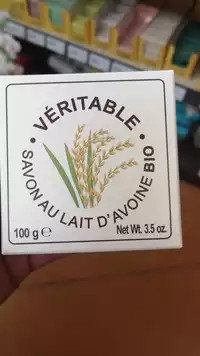 • VÉRITABLE •
SAVON AU LAIT D'AVOINE BIO
100 g ℮
Net Wt. 3.5 oz.